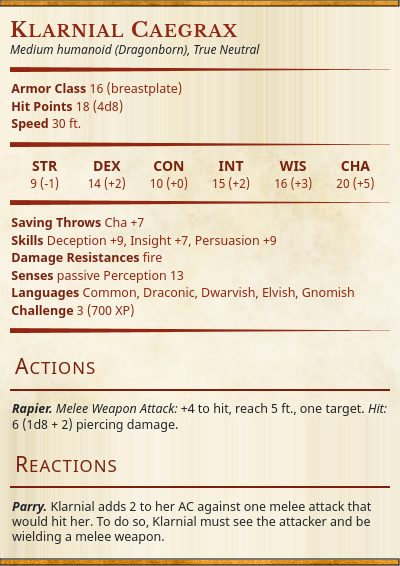 Klarnial Caegrax
Medium humanoid (Dragonborn), True Neutral
Armor Class 16 (breastplate)
Hit Points 18 (4d8)
Speed 30 ft.
STR DEX CON INT WIS CHA
9 (-1) 14 (+2) 10 (+0) 15 (+2) 16 (+3) 20 (+5)
Saving Throws Cha +7
Skills Deception +9, Insight +7, Persuasion +9
Damage Resistances fire
Senses passive Perception 13
Languages Common, Draconic, Dwarvish, Elvish, Gnomish
Challenge 3 (700 XP)
Actions
Rapier. Melee Weapon Attack: +4 to hit, reach 5 ft., one target. Hit:
6 (1d8 + 2) piercing damage.
Reactions
Parry. Klarnial adds 2 to her AC against one melee attack that
would hit her. To do so, Klarnial must see the attacker and be
wielding a melee weapon.